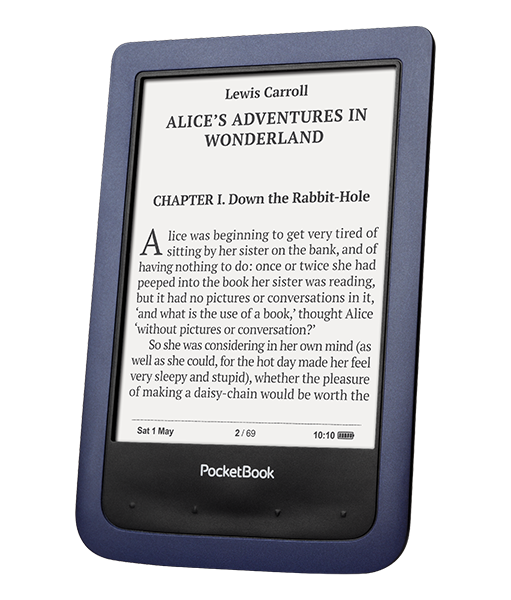 Lewis Carroll
ALICE'S ADVENTURES IN
WONDERLAND
CHAPTER I. Down the Rabbit-Hole
Alice was beginning to get very tired of
sitting by her sister on the bank, and of
having nothing to do: once or twice she had
peeped into the book her sister was reading,
but it had no pictures or conversations in it,
‘and what is the use of a book,’ thought Alice
‘without pictures or conversation?’
So she was considering in her own mind (as
well as she could, for the hot day made her feel
very sleepy and stupid), whether the pleasure
of making a daisy-chain would be worth the
Sat 1 May 2 / 69 10:10
PocketBook